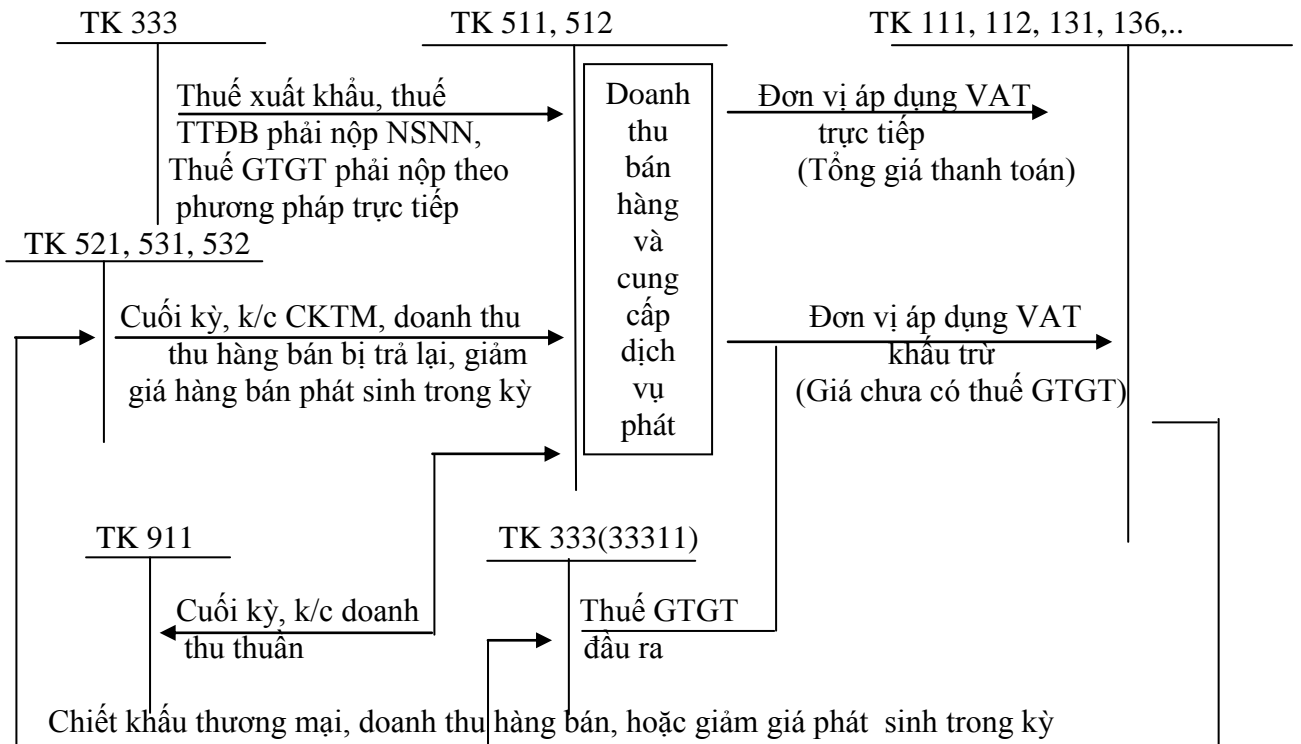 TK 333
TK 511, 512
TK 111, 112, 131, 136,..
Thuế xuất khẩu, thuế
TTĐB phải nộp NSNN,
Thuế GTGT phải nộp theo
phương pháp trực tiếp
Doanh
thu
bán
hàng
và
cung
cấp
dịch
vụ
phát
Đơn vị áp dụng VAT
trực tiếp
(Tổng giá thanh toán)
TK 521, 531, 532
Cuối kỳ, k/c CKTM, doanh thu
thu hàng bán bị trả lại, giảm
giá hàng bán phát sinh trong kỳ
Đơn vị áp dụng VAT
khấu trừ
(Giá chưa có thuế GTGT)
TK 911
TK 333(33311)
Cuối kỳ, k/c doanh
thu thuần
Thuế GTGT
đầu ra
Chiết khấu thương mại, doanh thu hàng bán, hoặc giảm giá phát sinh trong kỳ